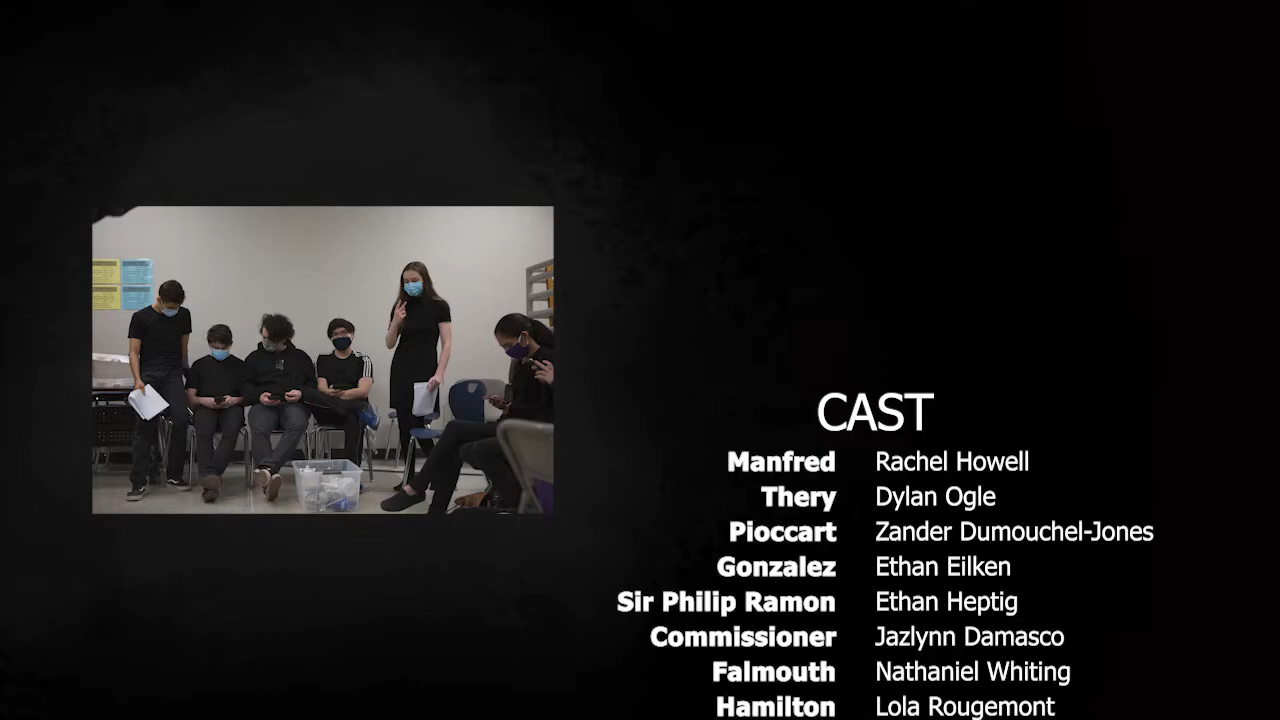 CAST
Manfred Rachel Howell
Thery Dylan Ogle
Pioccart Zander Dumouchel-Jones
Gonzalez Ethan Eilken
Sir Philip Ramon Ethan Heptig
Commissioner Jazlynn Damasco
Falmouth Nathaniel Whiting
Hamilton Lola Rougemont